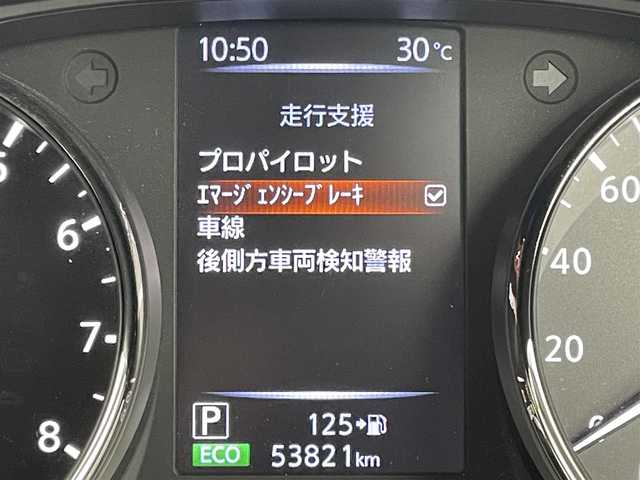 10:50 30℃
走行支援
プロパイロット
ｴﾏｰｼﾞｪﾝｼｰﾌﾞﾚｰｷ
車線
後側方車両検知警報
P 125
ECO 53821km
6
7
8
60
40
20
0